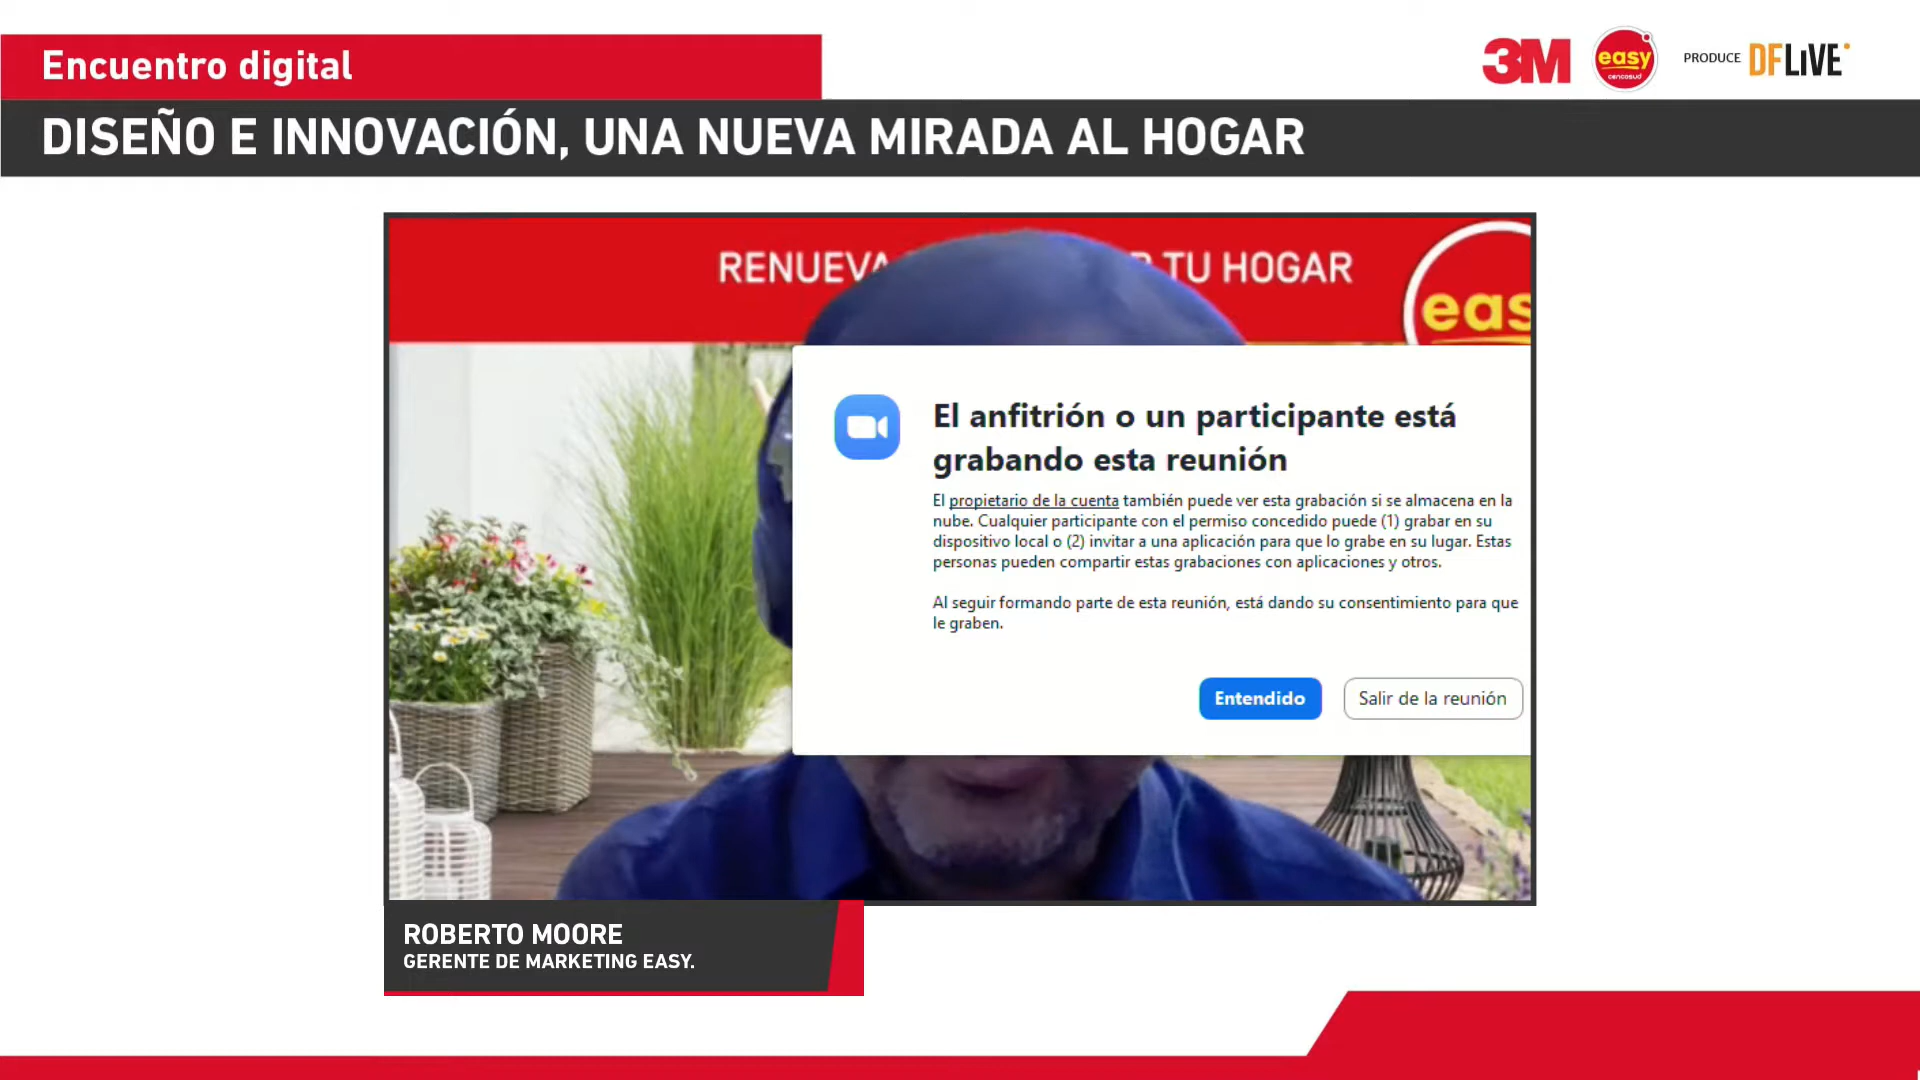 Encuentro digital
3M
easy
cencosud
PRODUCE DFLiVE
DISEÑO E INNOVACIÓN, UNA NUEVA MIRADA AL HOGAR
TU HOGAR
El anfitrión o un participante está
grabando esta reunión
El propietario de la cuenta también puede ver esta grabación si se almacena en la
nube. Cualquier participante con el permiso concedido puede (1) grabar en su
dispositivo local o (2) invitar a una aplicación para que lo grabe en su lugar. Estas
personas pueden compartir estas grabaciones con aplicaciones y otros.
Al seguir formando parte de esta reunión, está dando su consentimiento para que
le graben.
Entendido
Salir de la reunión
ROBERTO MOORE
GERENTE DE MARKETING EASY.